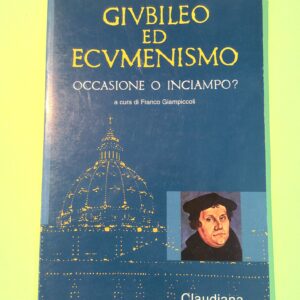 GIVBILEO
ED
ECVMENISMO
OCCASIONE O INCIAMPO?
a cura di Franco Giampiccoli
Claudiana